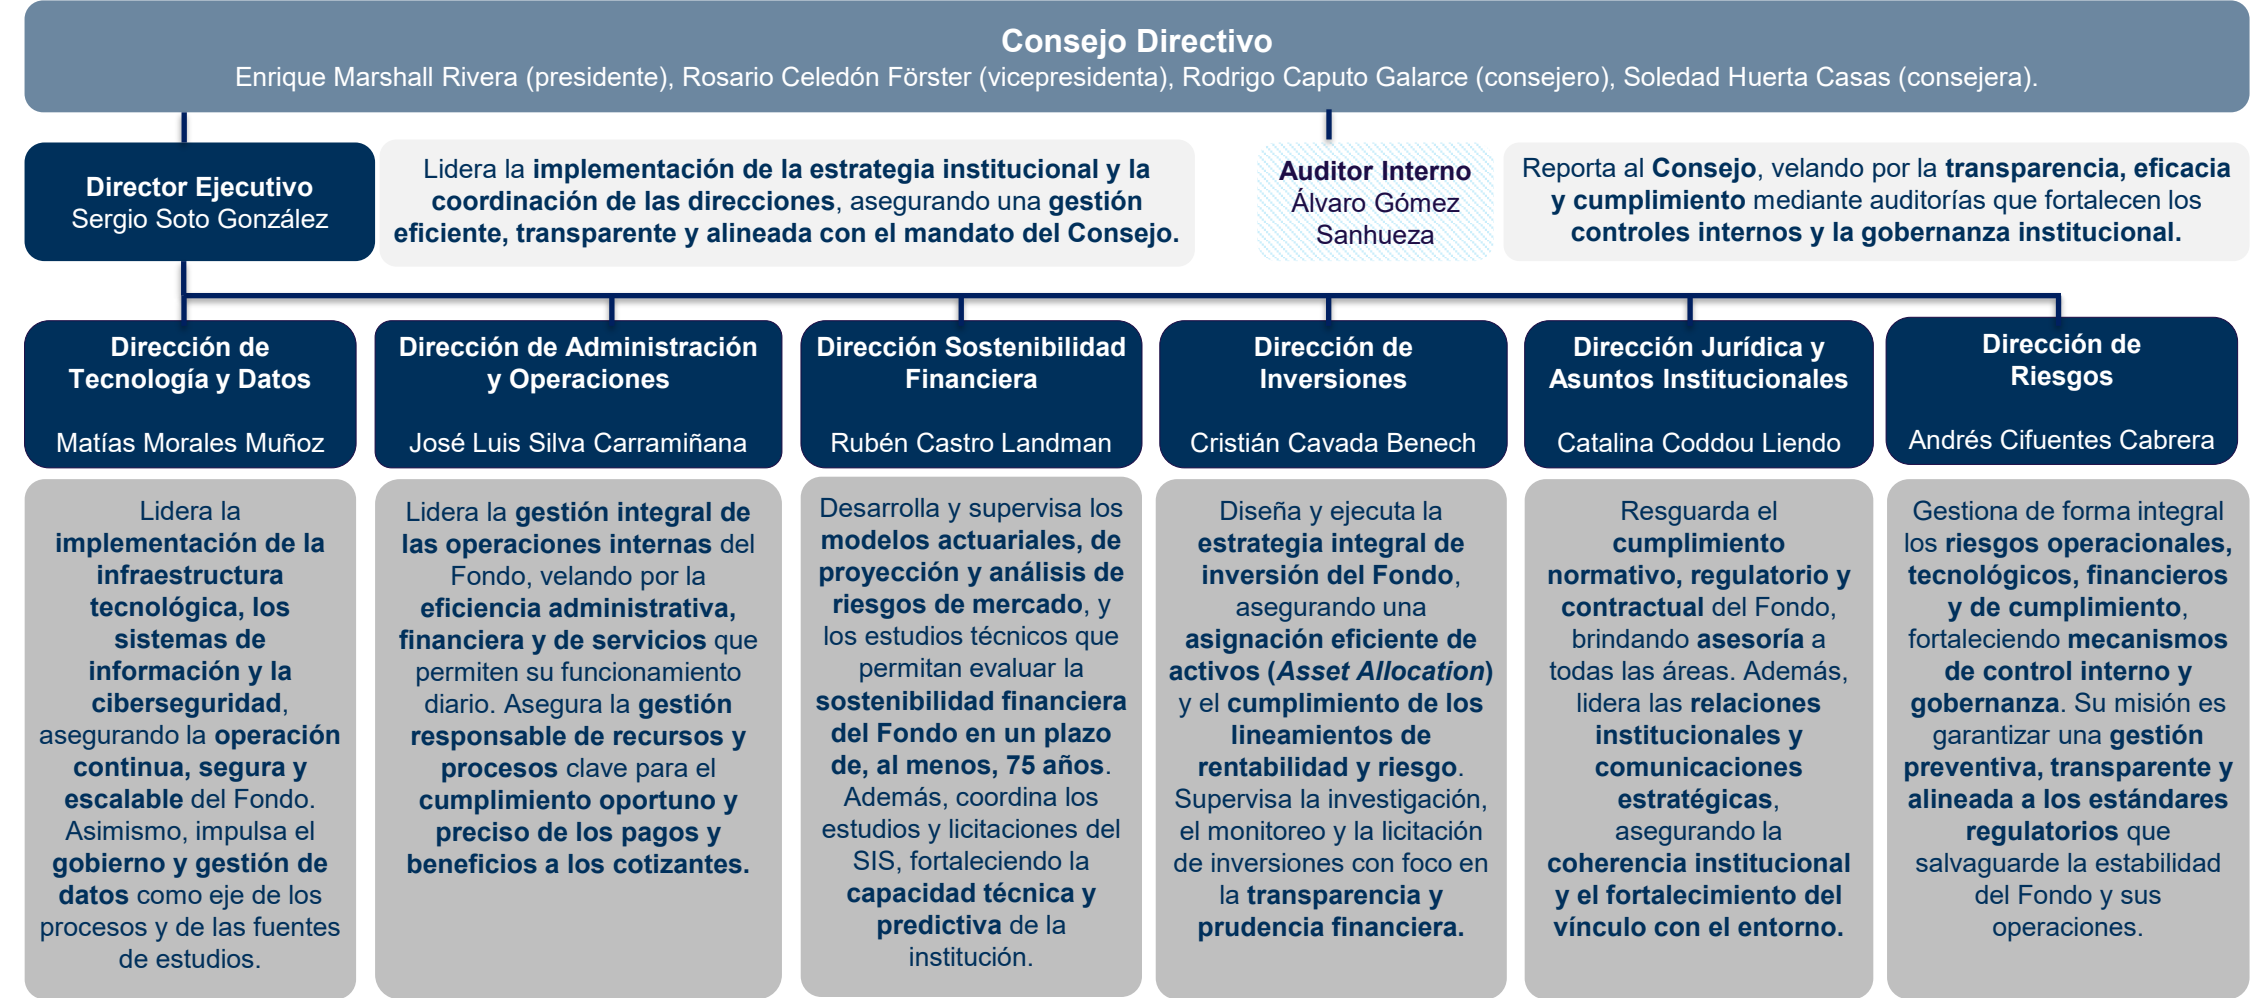 Consejo Directivo
Enrique Marshall Rivera (presidente), Rosario Celedón Förster (vicepresidenta), Rodrigo Caputo Galarce (consejero), Soledad Huerta Casas (consejera).
Director Ejecutivo
Sergio Soto González
Lidera la implementación de la estrategia institucional y la
coordinación de las direcciones, asegurando una gestión
eficiente, transparente y alineada con el mandato del Consejo.
Auditor Interno
Álvaro Gómez
Sanhueza
Reporta al Consejo, velando por la transparencia, eficacia
y cumplimiento mediante auditorías que fortalecen los
controles internos y la gobernanza institucional.
Dirección de
Tecnología y Datos
Matías Morales Muñoz
Dirección de Administración
y Operaciones
José Luis Silva Carramiñana
Dirección Sostenibilidad
Financiera
Rubén Castro Landman
Dirección de
Inversiones
Cristián Cavada Benech
Dirección Jurídica y
Asuntos Institucionales
Catalina Coddou Liendo
Dirección de
Riesgos
Andrés Cifuentes Cabrera
Lidera la
implementación de la
infraestructura
tecnológica, los
sistemas de
información y la
ciberseguridad,
asegurando la operación
continua, segura y
escalable del Fondo.
Asimismo, impulsa el
gobierno y gestión de
datos como eje de los
procesos y de las fuentes
de estudios.
Lidera la gestión integral de
las operaciones internas del
Fondo, velando por la
eficiencia administrativa,
financiera y de servicios que
permiten su funcionamiento
diario. Asegura la gestión
responsable de recursos y
procesos clave para el
cumplimiento oportuno y
preciso de los pagos y
beneficios a los cotizantes.
Desarrolla y supervisa los
modelos actuariales, de
proyección y análisis de
riesgos de mercado, y
los estudios técnicos que
permitan evaluar la
sostenibilidad financiera
del Fondo en un plazo
de, al menos, 75 años.
Además, coordina los
estudios y licitaciones del
SIS, fortaleciendo la
capacidad técnica y
predictiva de la
institución.
Diseña y ejecuta la
estrategia integral de
inversión del Fondo,
asegurando una
asignación eficiente de
activos (Asset Allocation)
y el cumplimiento de los
lineamientos de
rentabilidad y riesgo.
Supervisa la investigación,
el monitoreo y la licitación
de inversiones con foco en
la transparencia y
prudencia financiera.
Resguarda el
cumplimiento
normativo, regulatorio y
contractual del Fondo,
brindando asesoría a
todas las áreas. Además,
lidera las relaciones
institucionales y
comunicaciones
estratégicas,
asegurando la
coherencia institucional
y el fortalecimiento del
vínculo con el entorno.
Gestiona de forma integral
los riesgos operacionales,
tecnológicos, financieros
y de cumplimiento,
fortaleciendo mecanismos
de control interno y
gobernanza. Su misión es
garantizar una gestión
preventiva, transparente y
alineada a los estándares
regulatorios que
salvaguarde la estabilidad
del Fondo y sus
operaciones.